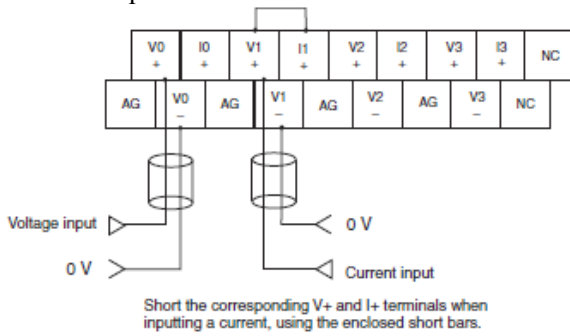 V0 + I0 + V1 + I1 + V2 + I2 + V3 + I3 + NC
AG V0 – AG V1 – AG V2 – AG V3 – NC
Voltage input
0 V
0 V
Current input
Short the corresponding V+ and I+ terminals when
inputting a current, using the enclosed short bars.